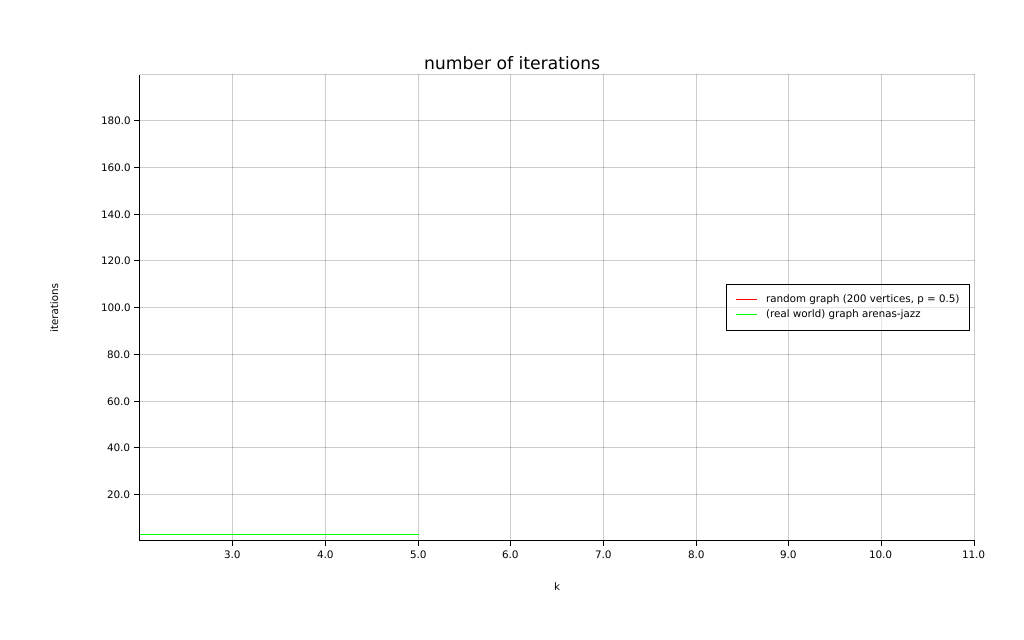 number of iterations
180.0
160.0
140.0
120.0
100.0
80.0
60.0
40.0
20.0
iterations
random graph (200 vertices, p = 0.5)
(real world) graph arenas-jazz
3.0 4.0 5.0 6.0 7.0 8.0 9.0 10.0 11.0
k